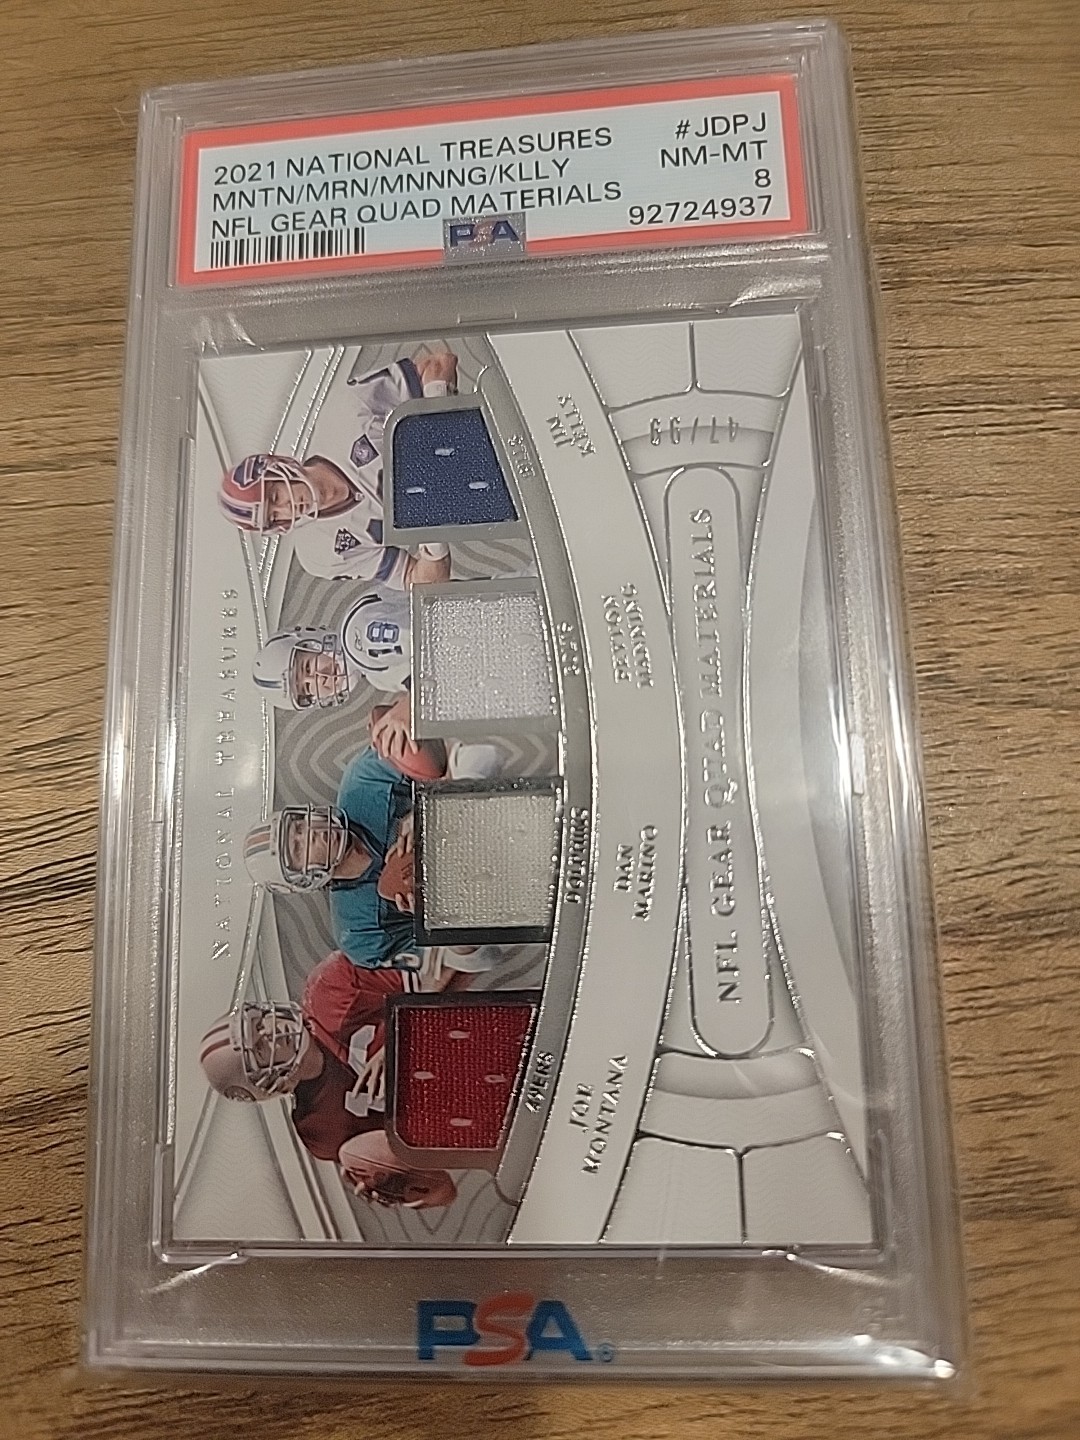 2021 NATIONAL TREASURES
MNTN/MRN/MNNNG/KLLY
NFL GEAR QUAD MATERIALS
#JDPJ
NM-MT
8
92724937
PSA
NATIONAL TREASURES
49ERS
DOLPHINS
COLTS
BILLS
JOE
MONTANA
DAN
MARINO
PEYTON
MANNING
JIM
KELLY
18
47/99
NFL GEAR QUAD MATERIALS
PSA®